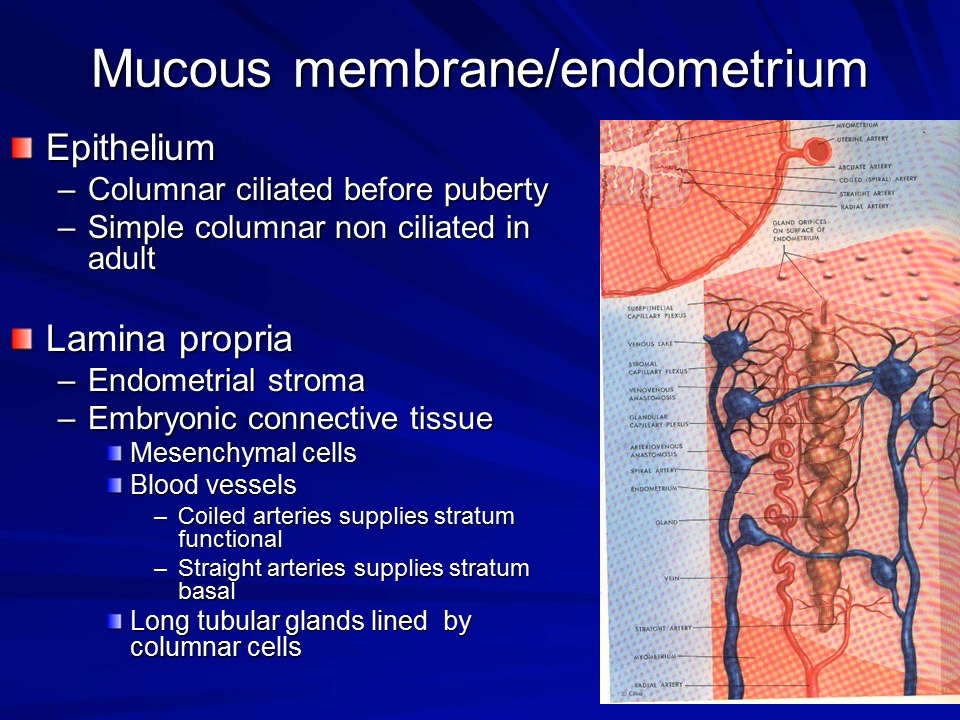 Mucous membrane/endometrium
Epithelium
– Columnar ciliated before puberty
– Simple columnar non ciliated in
adult
Lamina propria
– Endometrial stroma
– Embryonic connective tissue
Mesenchymal cells
Blood vessels
– Coiled arteries supplies stratum
functional
– Straight arteries supplies stratum
basal
Long tubular glands lined by
columnar cells
MYOMETRIUM
UTERINE ARTERY
ARCUATE ARTERY
COILED (SPIRAL) ARTERY
STRAIGHT ARTERY
RADIAL ARTERY
GLAND ORIFICES
ON SURFACE OF
ENDOMETRIUM
SUBEPITHELIAL
CAPILLARY PLEXUS
VENOUS LAKE
STROMAL
CAPILLARY PLEXUS
VENOVENOUS
ANASTOMOSIS
GLANDULAR
CAPILLARY PLEXUS
ARTERIOVENOUS
ANASTOMOSIS
SPIRAL ARTERY
ENDOMETRIUM
GLAND
VEIN
STRAIGHT ARTERY
MYOMETRIUM
RADIAL ARTERY